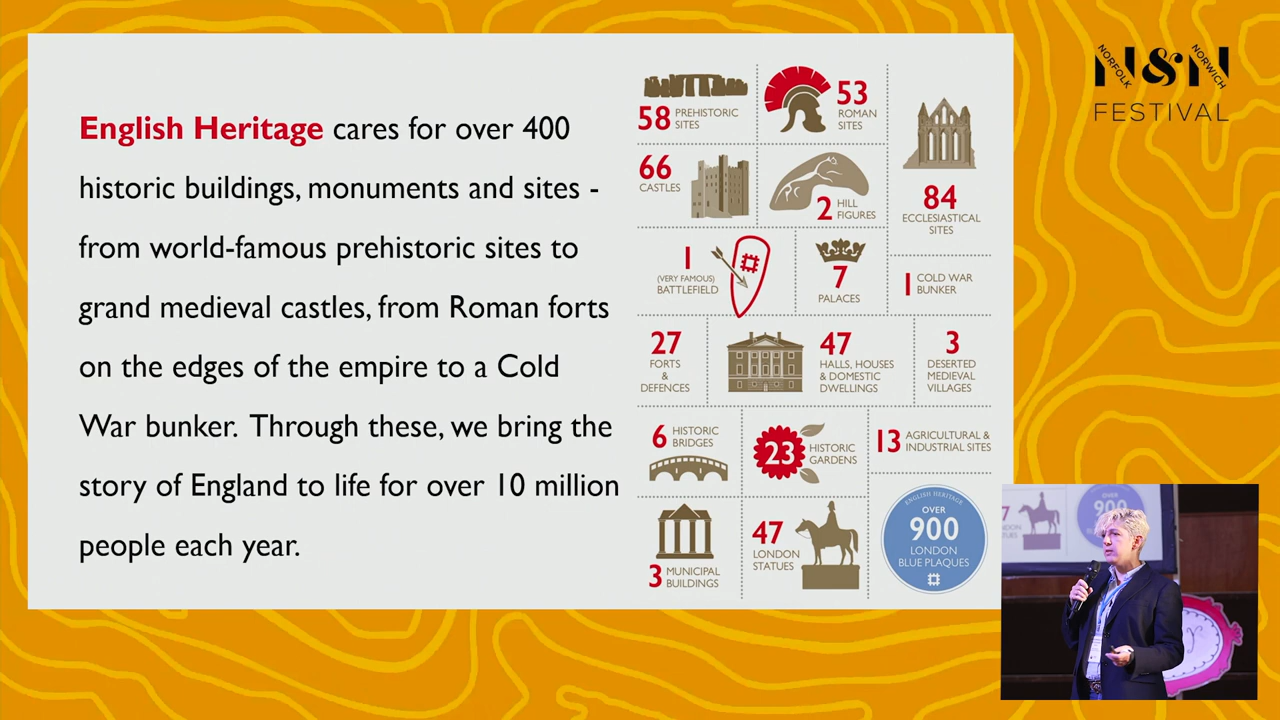 English Heritage cares for over 400
historic buildings, monuments and sites -
from world-famous prehistoric sites to
grand medieval castles, from Roman forts
on the edges of the empire to a Cold
War bunker. Through these, we bring the
story of England to life for over 10 million
people each year.
58 PREHISTORIC
SITES
53
ROMAN
SITES
66
CASTLES
2 HILL
FIGURES
84
ECCLESIASTICAL
SITES
1
(VERY FAMOUS)
BATTLEFIELD
7
PALACES
1 COLD WAR
BUNKER
27
FORTS
&
DEFENCES
47
HALLS, HOUSES
& DOMESTIC
DWELLINGS
3
DESERTED
MEDIEVAL
VILLAGES
6 HISTORIC
BRIDGES
23 HISTORIC
GARDENS
13 AGRICULTURAL &
INDUSTRIAL SITES
3 MUNICIPAL
BUILDINGS
47
LONDON
STATUES
ENGLISH HERITAGE
OVER
900
LONDON
BLUE PLAQUES
NORFOLK
N&N
NORWICH
FESTIVAL